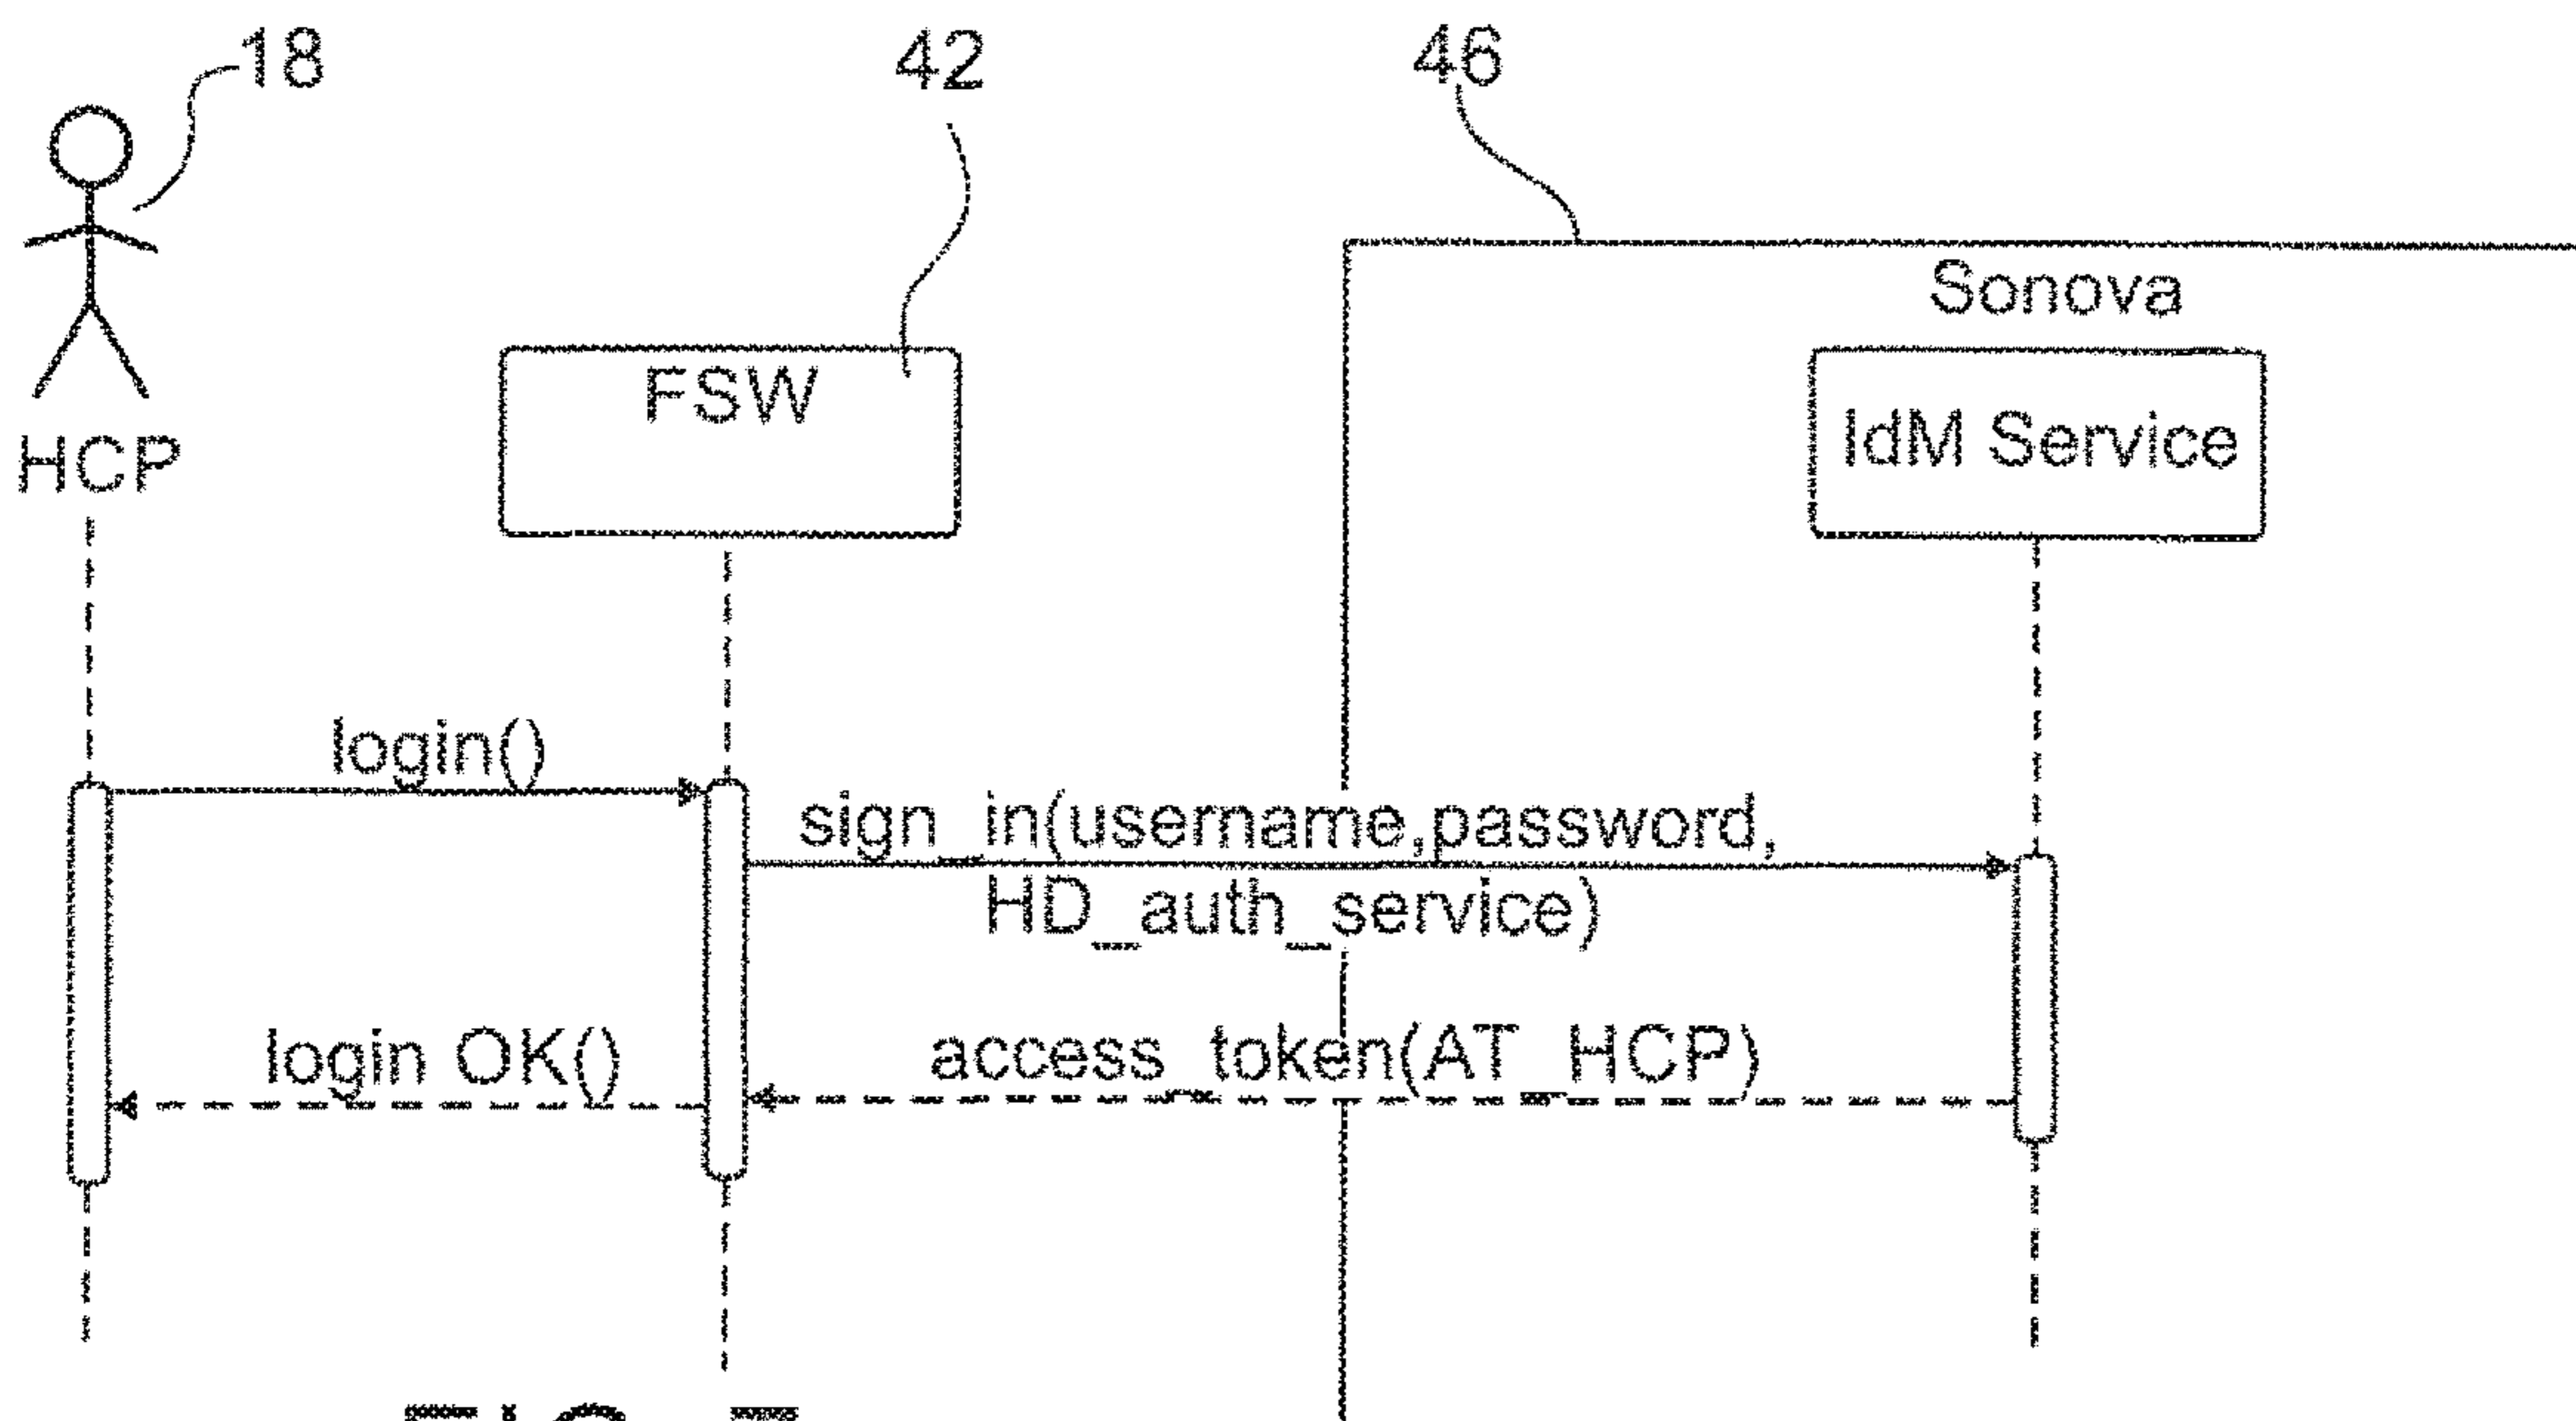 18
42
46
Sonova
FSW
IdM Service
HCP
login()
sign_in(username,password,
HD_auth_service)
login OK()
access_token(AT_HCP)